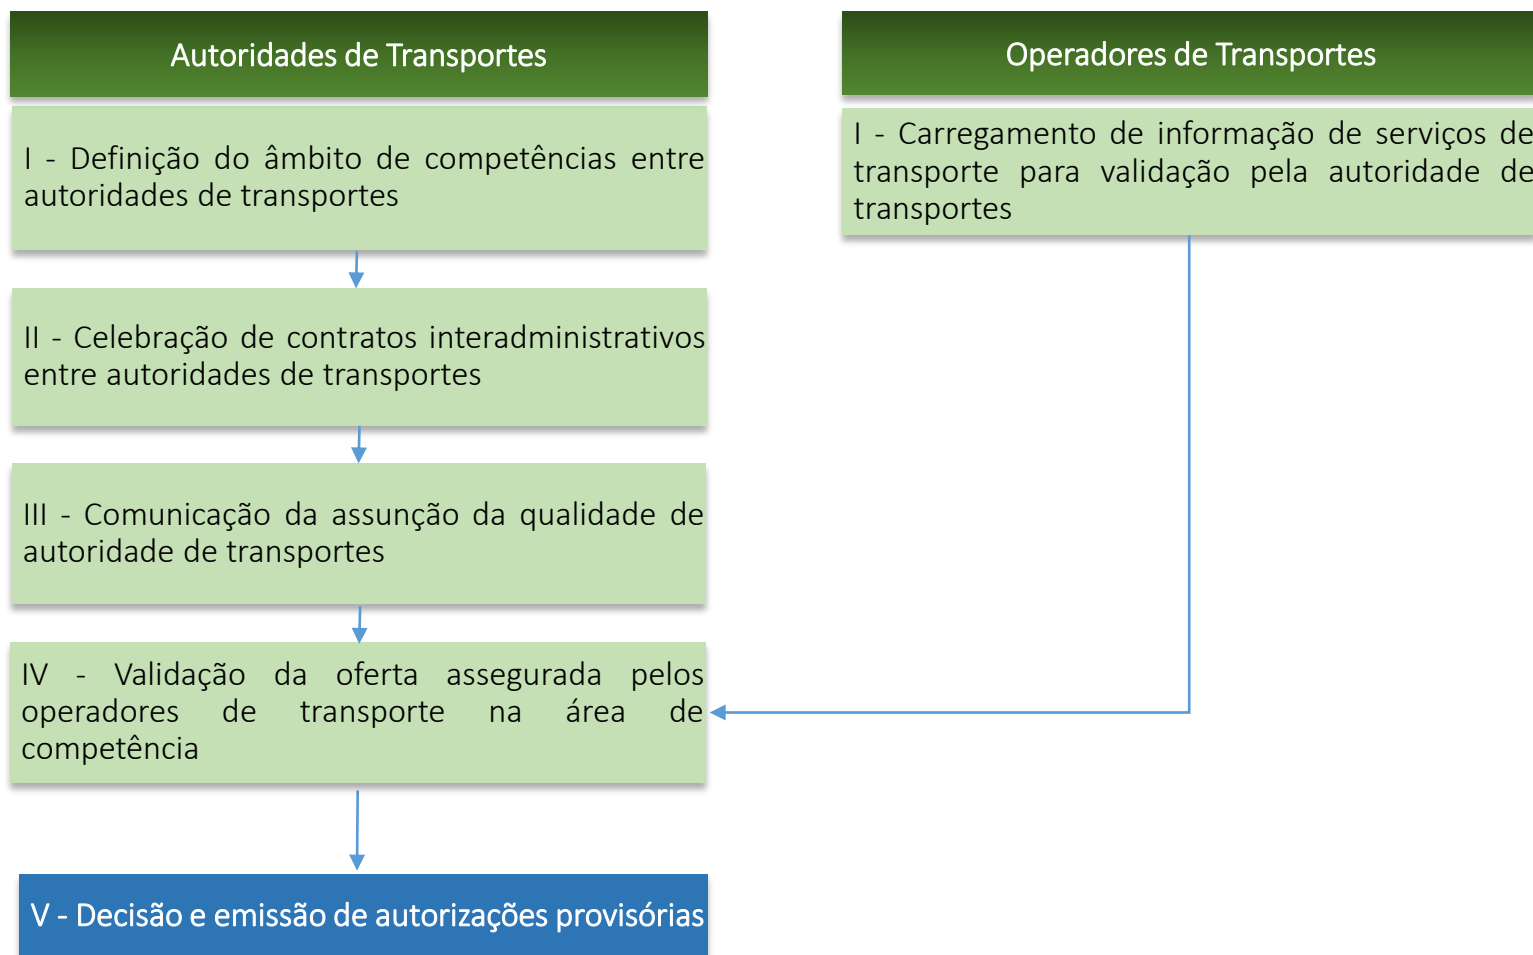 Autoridades de Transportes
I - Definição do âmbito de competências entre
autoridades de transportes
II - Celebração de contratos interadministrativos
entre autoridades de transportes
III - Comunicação da assunção da qualidade de
autoridade de transportes
IV - Validação da oferta assegurada pelos
operadores de transporte na área de
competência
V - Decisão e emissão de autorizações provisórias
Operadores de Transportes
I - Carregamento de informação de serviços de
transporte para validação pela autoridade de
transportes